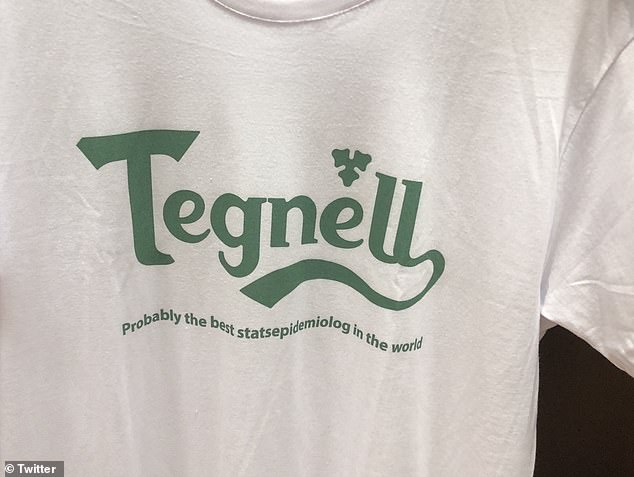 Tegnell
Probably the best statsepidemiolog in the world
© Twitter